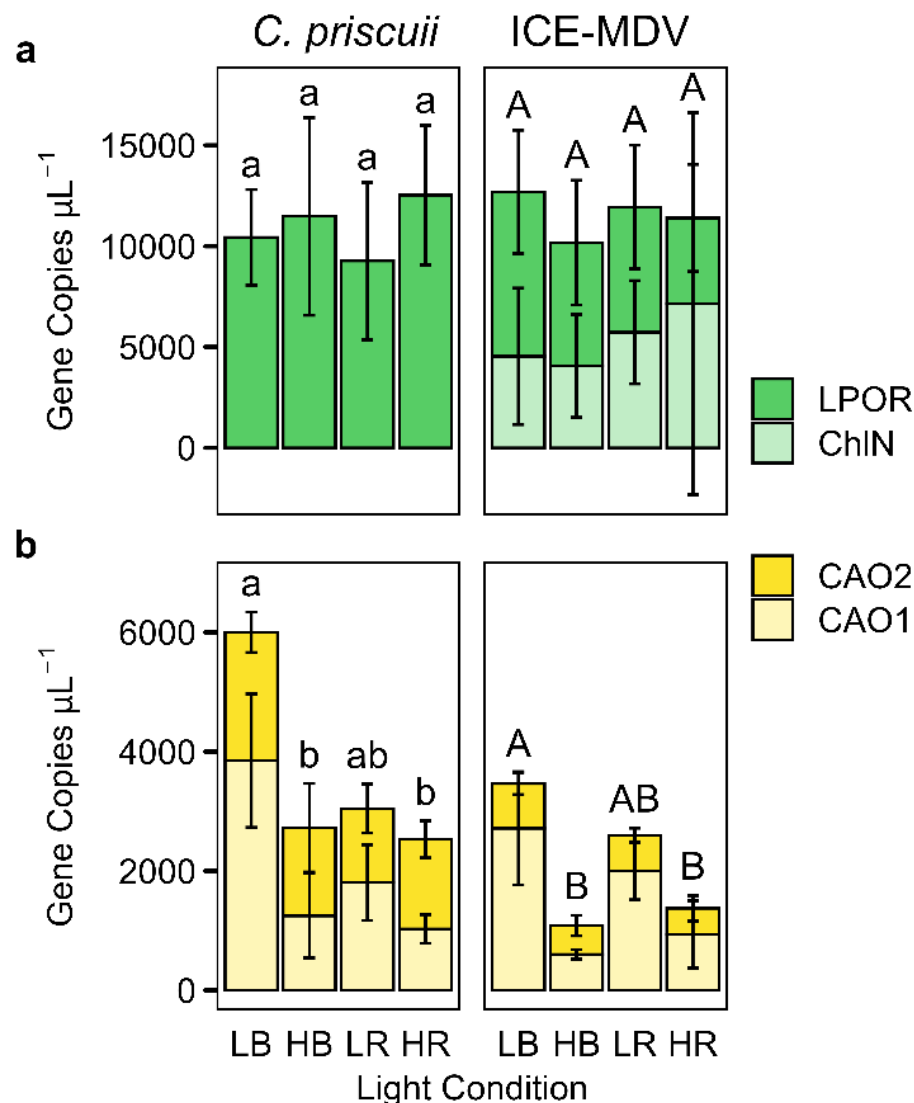 C. priscuii ICE-MDV
a
a a a a
A A A A
Gene Copies µL⁻¹
15000
10000
5000
0
LPOR
ChlN
b
CAO2
CAO1
a b ab b
A B AB B
Gene Copies µL⁻¹
6000
4000
2000
0
LB HB LR HR LB HB LR HR
Light Condition